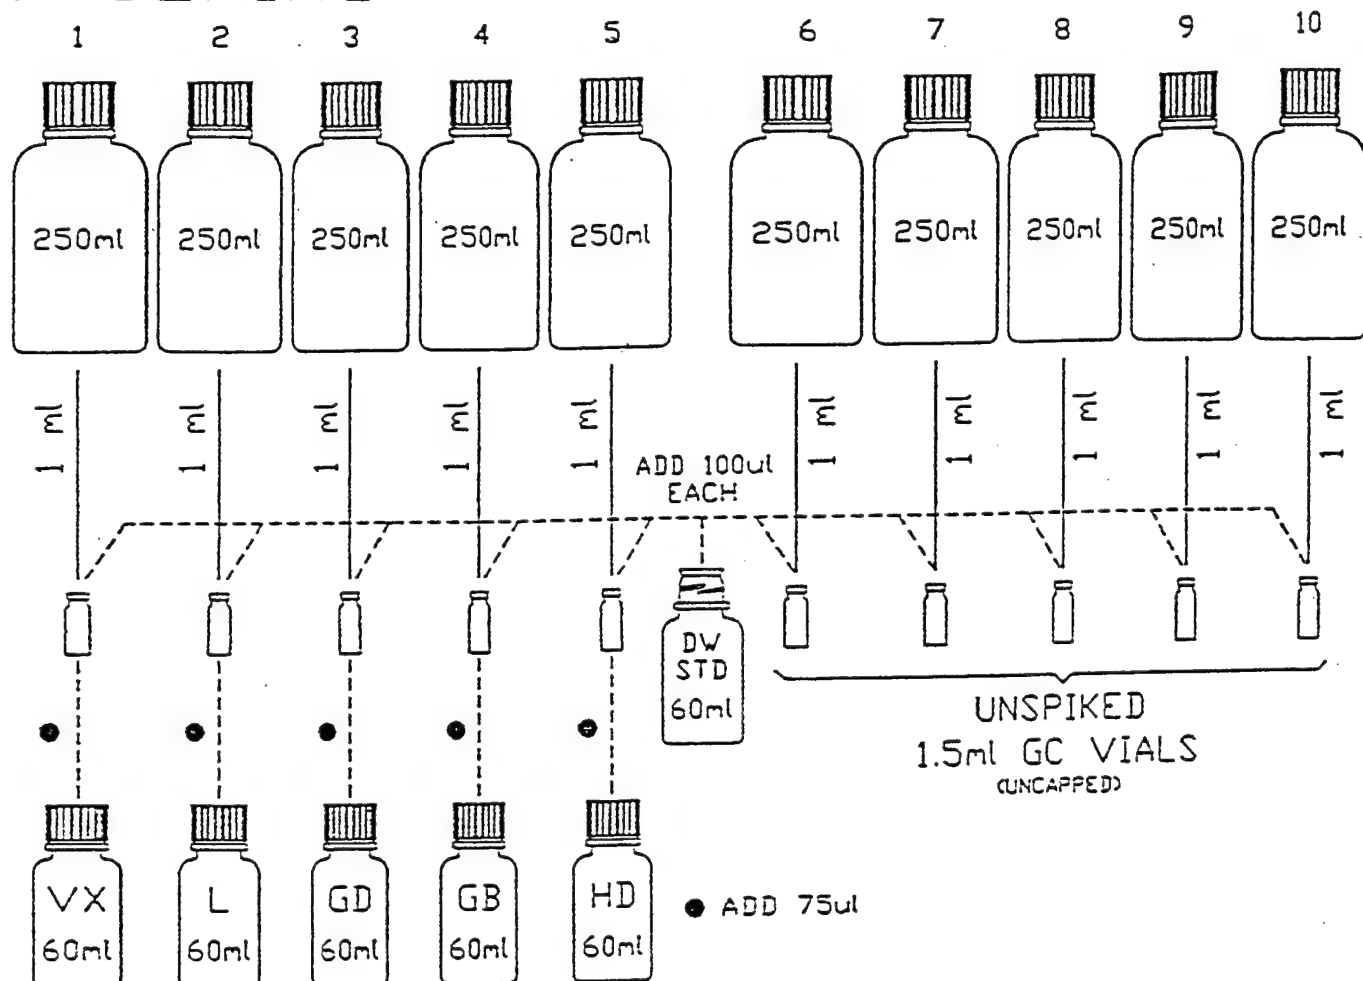 1 2 3 4 5 6 7 8 9 10
250ml 250ml 250ml 250ml 250ml 250ml 250ml 250ml 250ml 250ml
1 ml 1 ml 1 ml 1 ml 1 ml 1 ml 1 ml 1 ml 1 ml 1 ml
ADD 100ul
EACH
DW
STD
60ml
UNSPIKED
1.5ml GC VIALS
(UNCAPPED)
VX L GD GB HD
60ml 60ml 60ml 60ml 60ml
● ADD 75ul